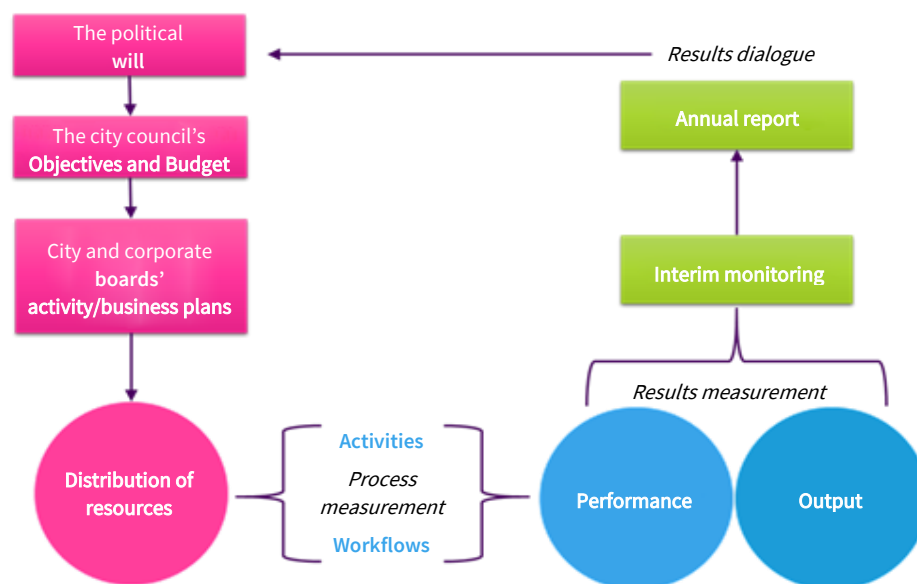 The political
will
The city council’s
Objectives and Budget
City and corporate
boards’
activity/business plans
Distribution of
resources
Activities
Process
measurement
Workflows
Results dialogue
Annual report
Interim monitoring
Results measurement
Performance
Output